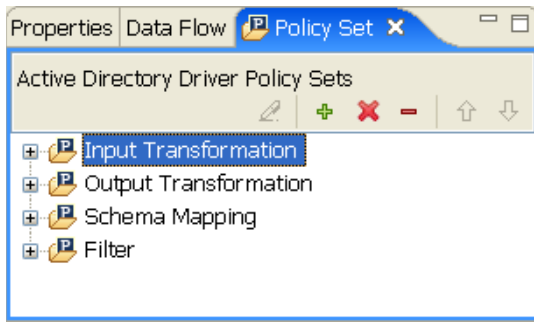 Properties Data Flow Policy Set
Active Directory Driver Policy Sets
Input Transformation
Output Transformation
Schema Mapping
Filter